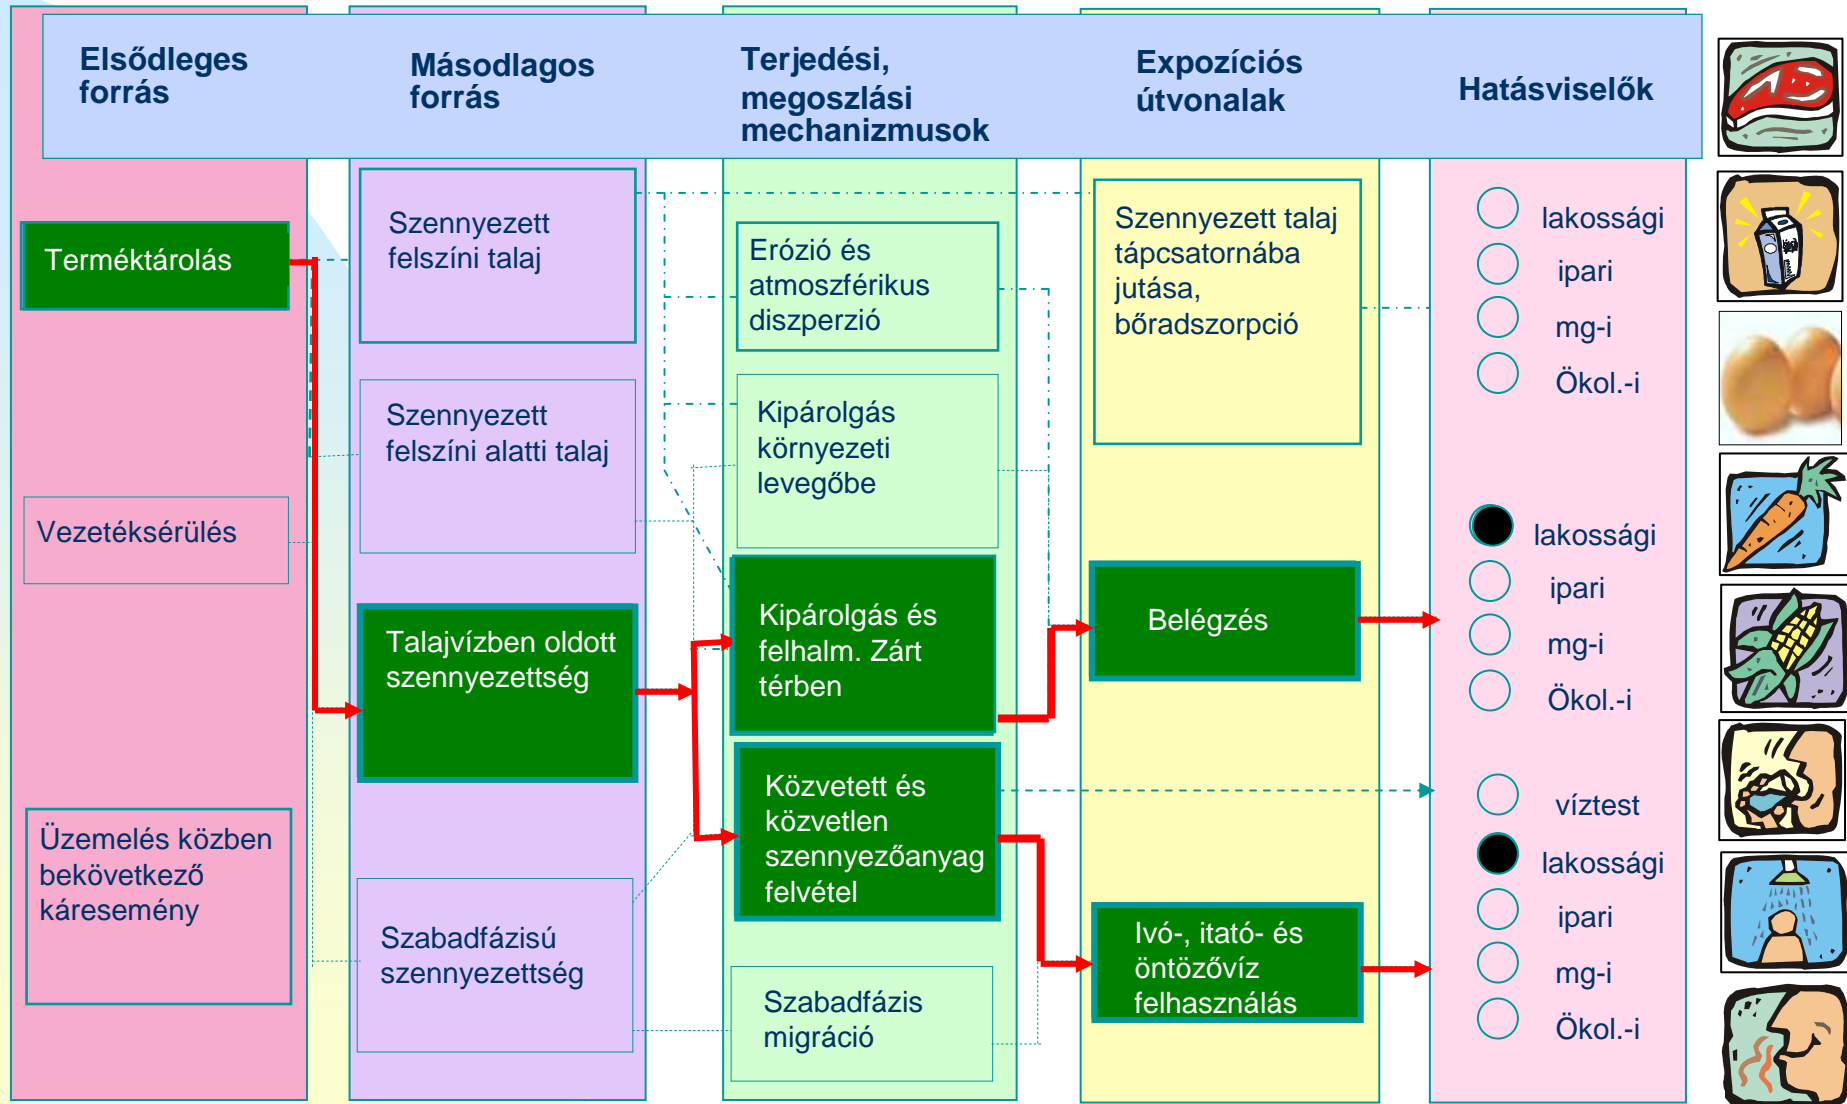 Elsődleges
forrás
Másodlagos
forrás
Terjedési,
megoszlási
mechanizmusok
Expozíciós
útvonalak
Hatásviselők
Terméktárolás
Vezetéksérülés
Üzemelés közben
bekövetkező
káresemény
Szennyezett
felszíni talaj
Szennyezett
felszíni alatti talaj
Talajvízben oldott
szennyezettség
Szabadfázisú
szennyezettség
Erózió és
atmoszférikus
diszperzió
Kipárolgás
környezeti
levegőbe
Kipárolgás és
felhalm. Zárt
térben
Közvetett és
közvetlen
szennyezőanyag
felvétel
Szabadfázis
migráció
Szennyezett talaj
tápcsatornába
jutása,
bőradszorpció
Belégzés
Ivó-, itató- és
öntözővíz
felhasználás
lakossági
ipari
mg-i
Ökol.-i
lakossági
ipari
mg-i
Ökol.-i
víztest
lakossági
ipari
mg-i
Ökol.-i